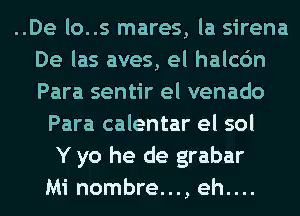 ..De lo..s mares, la sirena
De las aves, el halcón
Para sentir el venado
Para calentar el sol
Y yo he de grabar
Mi nombre..., eh....